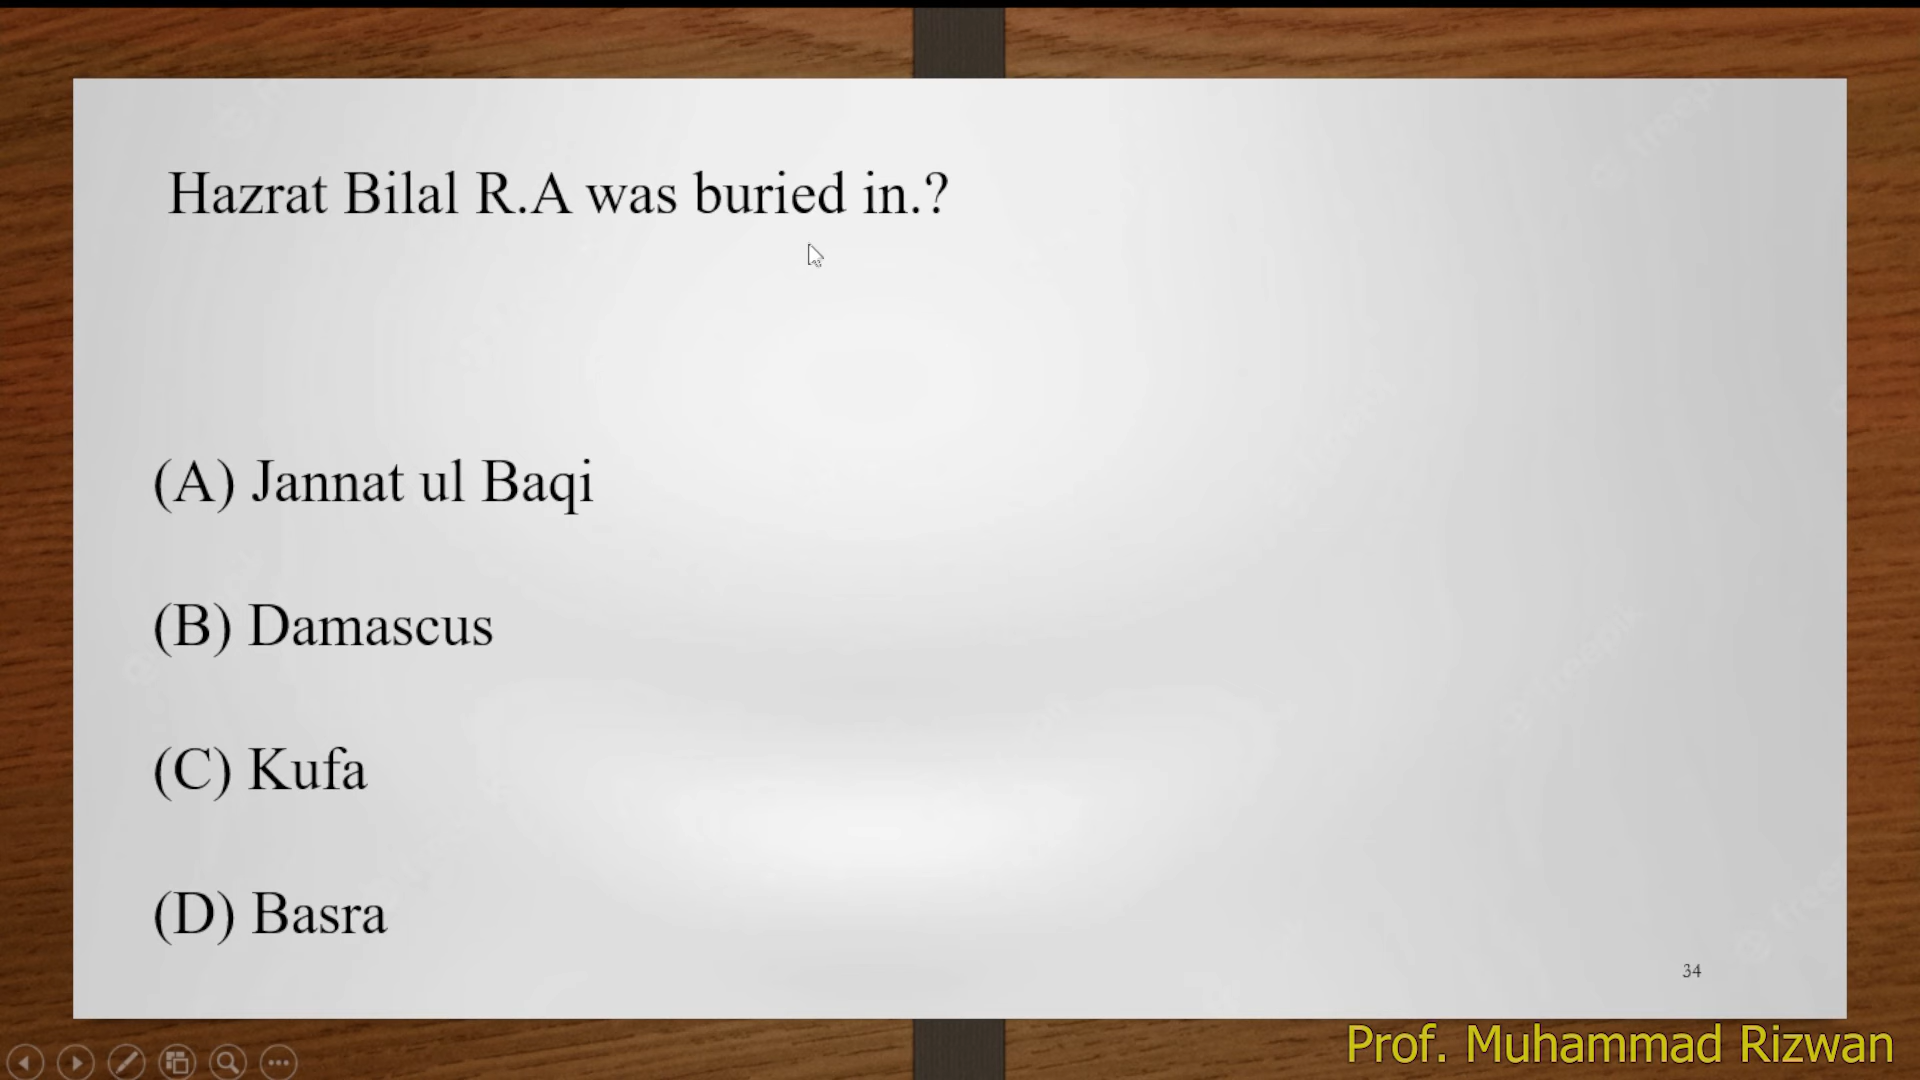 Hazrat Bilal R.A was buried in.?
(A) Jannat ul Baqi
(B) Damascus
(C) Kufa
(D) Basra
34
Prof. Muhammad Rizwan